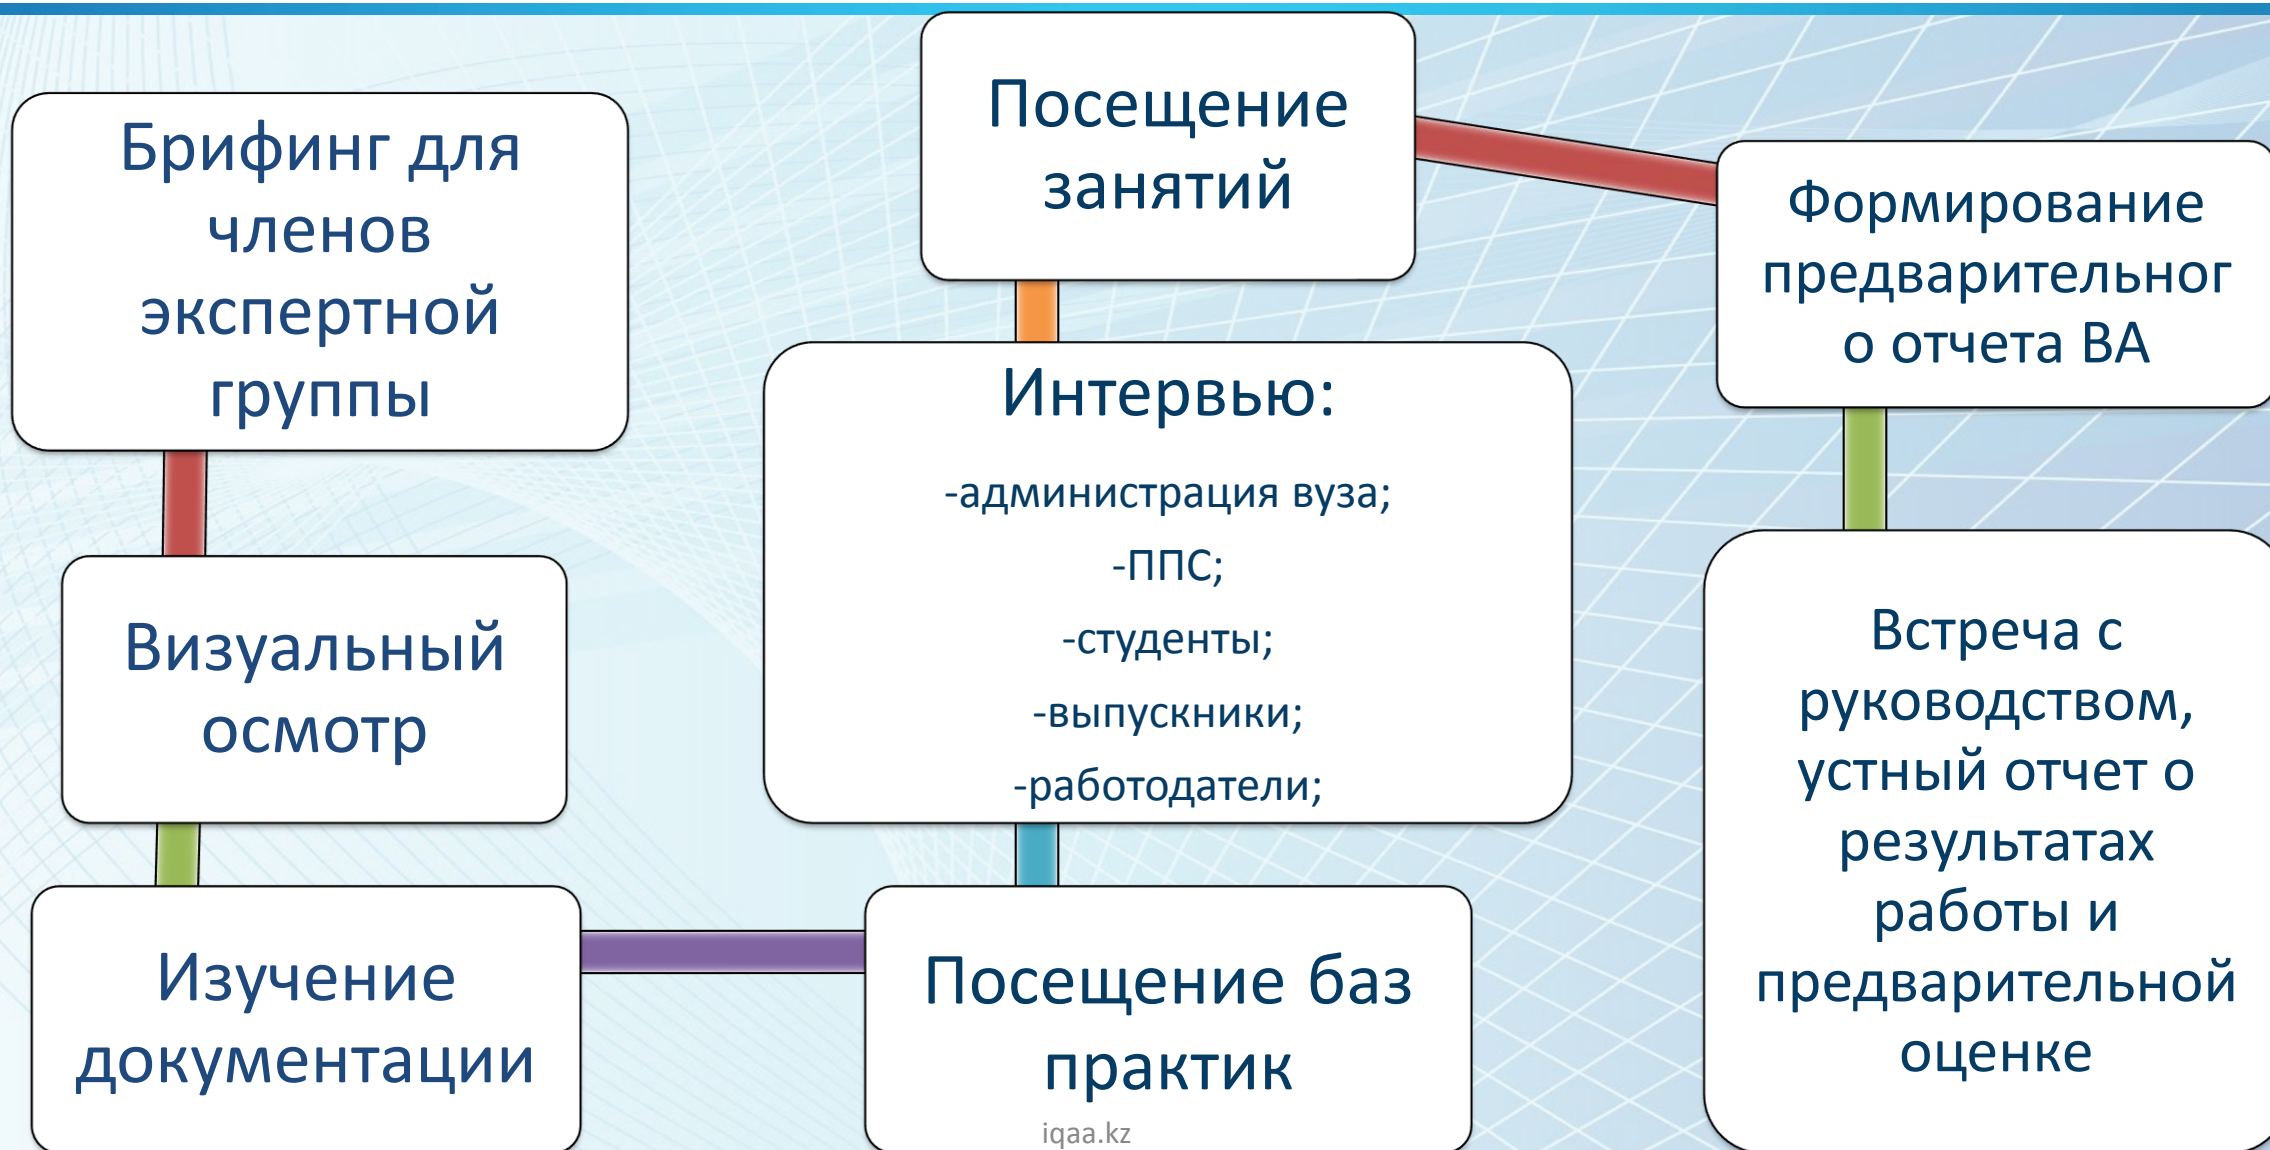 Брифинг для
членов
экспертной
группы
Визуальный
осмотр
Изучение
документации
Посещение баз
практик
Интервью:
-администрация вуза;
-ППС;
-студенты;
-выпускники;
-работодатели;
Посещение
занятий
Формирование
предварительног
о отчета ВА
Встреча с
руководством,
устный отчет о
результатах
работы и
предварительной
оценке
iqaa.kz